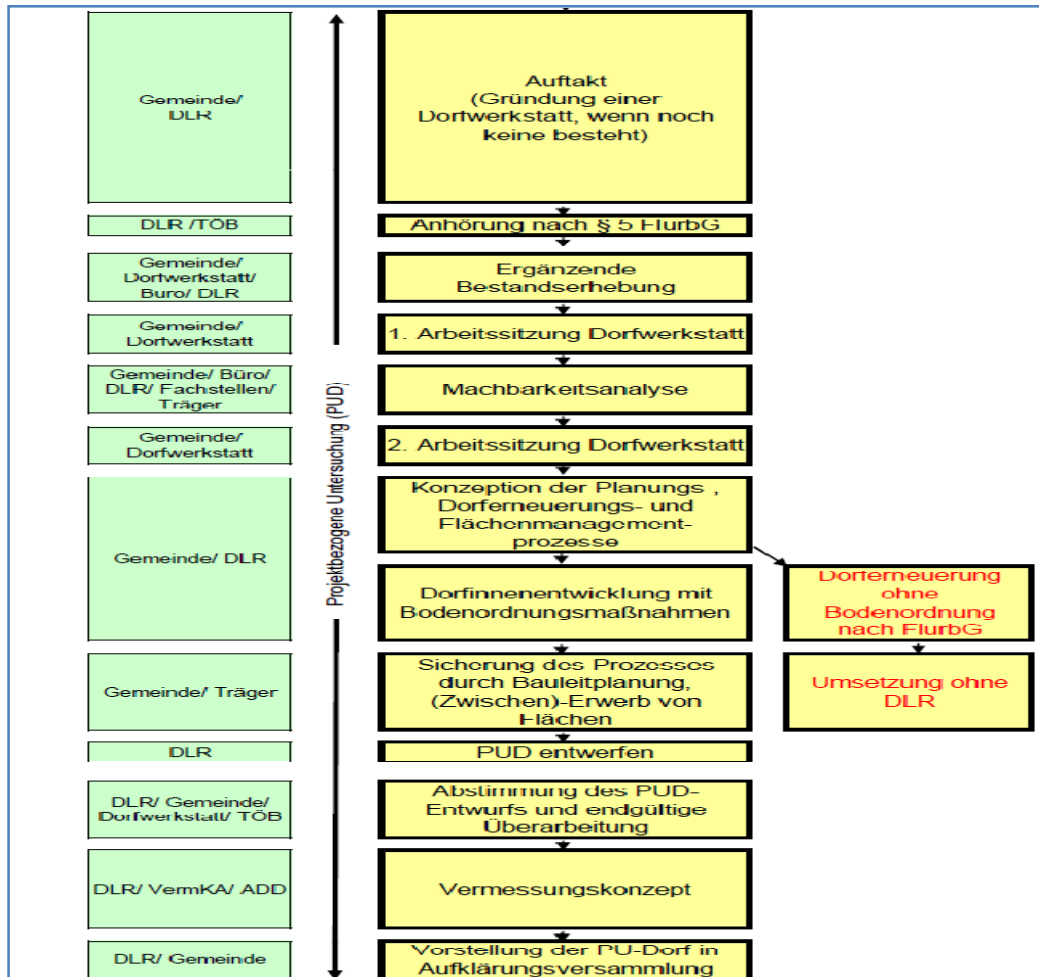 Gemeinde/
DLR
Auftakt
(Gründung einer
Dorfwerkstatt, wenn noch
keine besteht)
DLR /TÖB
Anhörung nach § 5 FlurbG
Gemeinde/
Dorfwerkstatt/
Büro/ DLR
Ergänzende
Bestandserhebung
Gemeinde/
Dorfwerkstatt
1. Arbeitssitzung Dorfwerkstatt
Gemeinde/ Büro/
DLR/ Fachstellen/
Träger
Machbarkeitsanalyse
Gemeinde/
Dorfwerkstatt
2. Arbeitssitzung Dorfwerkstatt
Projektbezogene Untersuchung (PUD)
Gemeinde/ DLR
Konzeption der Planungs ,
Dorferneuerungs- und
Flächenmanagement-
prozesse
Dorfinnenentwicklung mit
Bodenordnungsmaßnahmen
Dorferneuerung
ohne
Bodenordnung
nach FlurbG
Gemeinde/ Träger
Sicherung des Prozesses
durch Bauleitplanung,
(Zwischen)-Erwerb von
Flächen
Umsetzung ohne
DLR
DLR
PUD entwerfen
DLR/ Gemeinde/
Dorfwerkstatt/ TÖB
Abstimmung des PUD-
Entwurfs und endgültige
Überarbeitung
DLR/ VermKA/ ADD
Vermessungskonzept
DLR/ Gemeinde
Vorstellung der PU-Dorf in
Aufklärungsversammlung